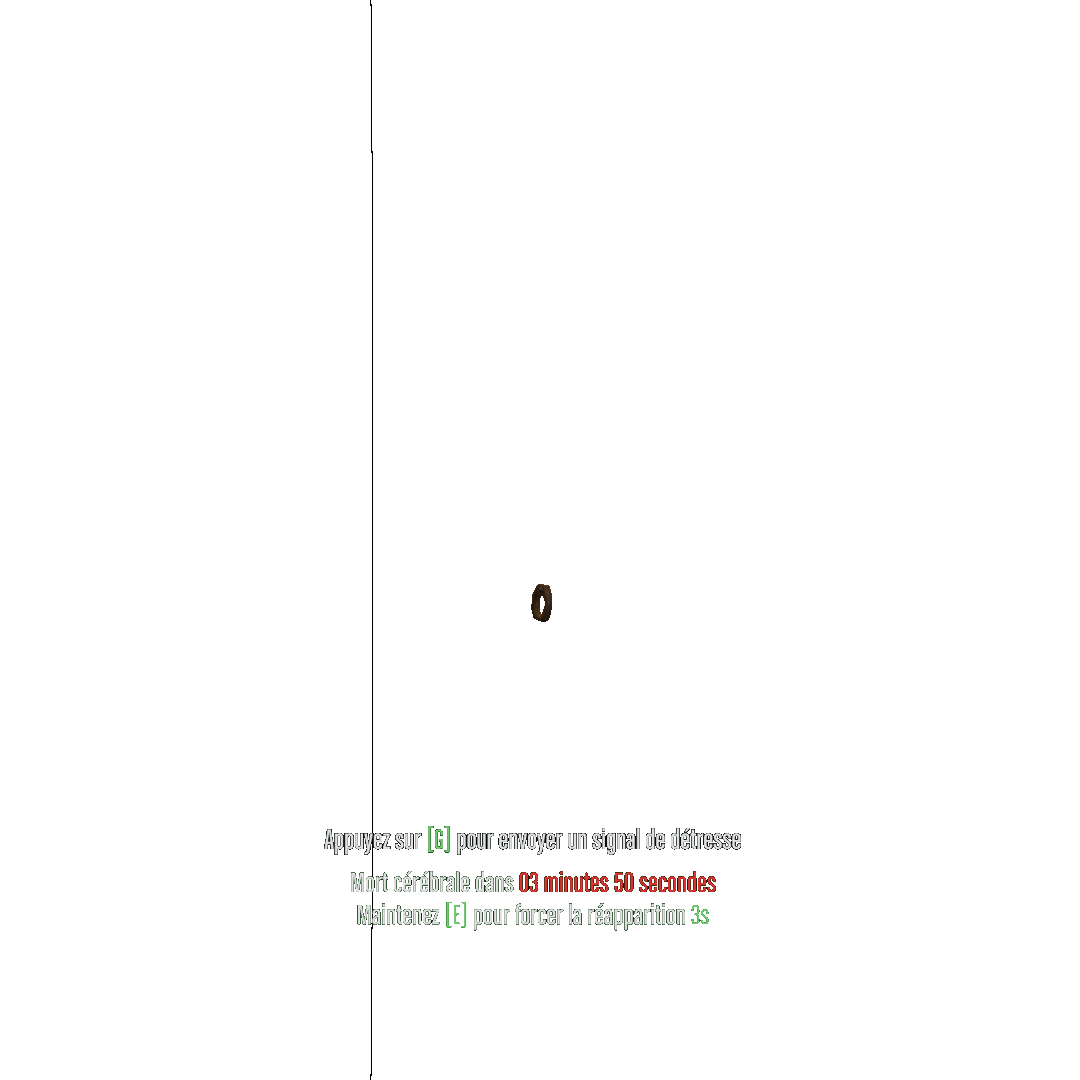 Appuyez sur [G] pour envoyer un signal de détresse
Mort cérébrale dans 03 minutes 50 secondes
Maintenez [E] pour forcer la réapparition 3s